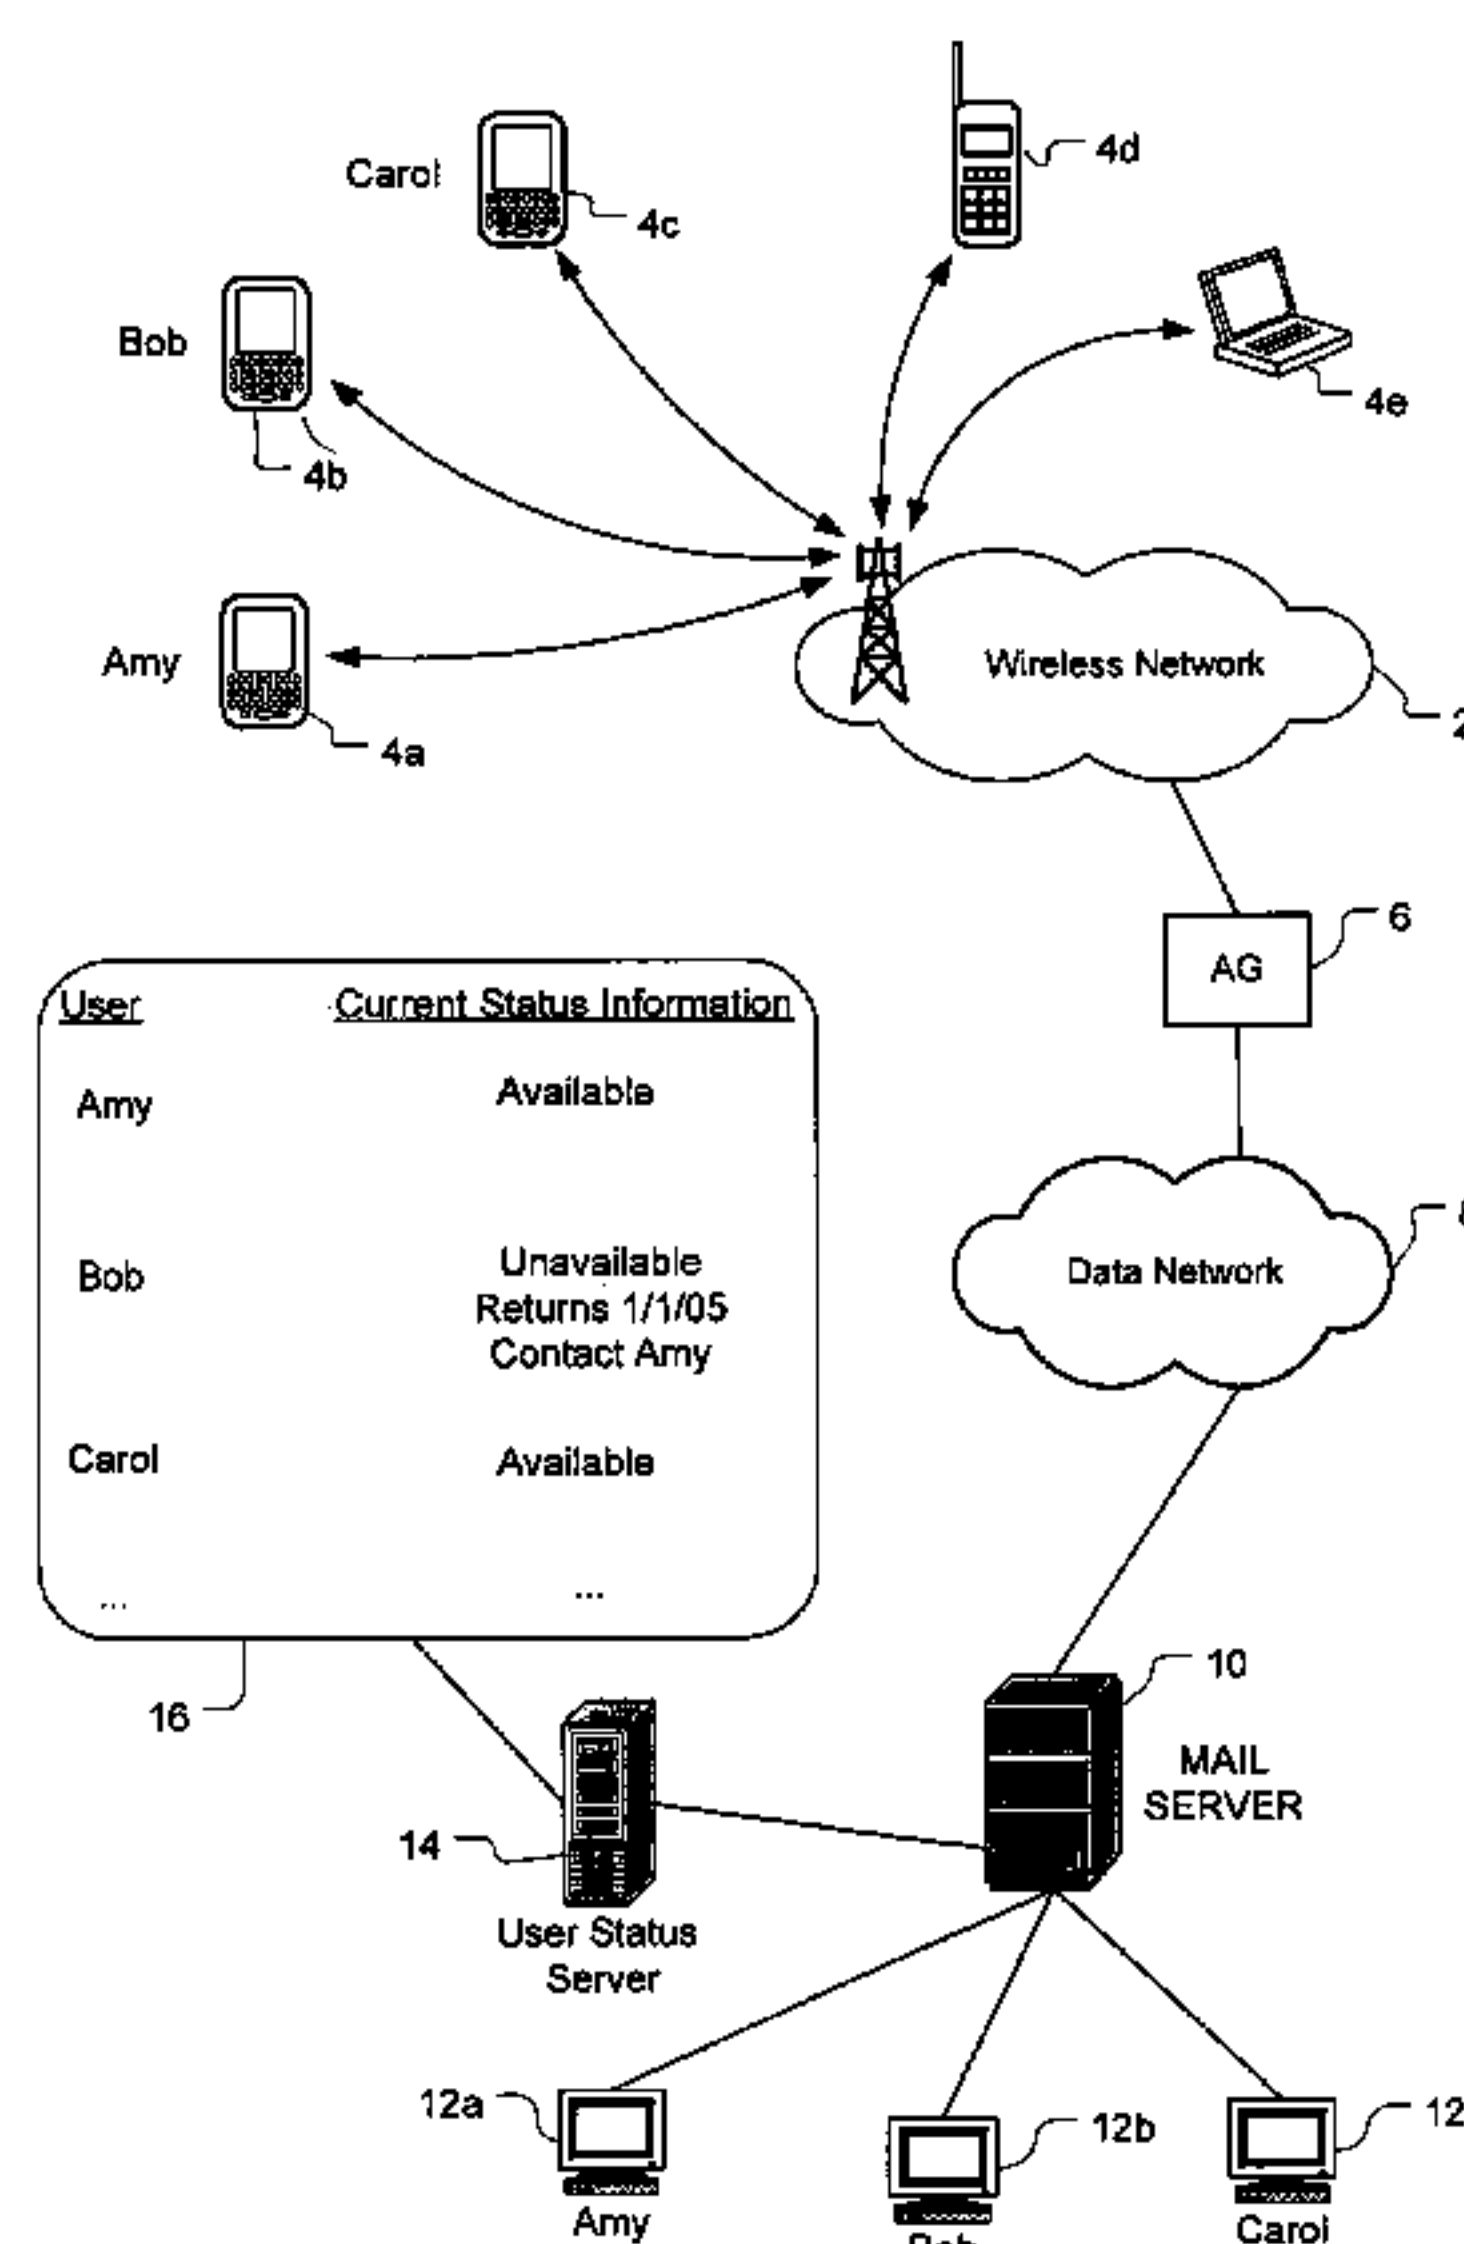 4d
Carol
4c
Bob
4e
4b
Wireless Network
Amy
2
4a
6
AG
User Current Status Information
Amy Available
Data Network
Bob Unavailable
Returns 1/1/05
Contact Amy
Carol Available
... ...
10
16
MAIL
SERVER
14
User Status
Server
12a
12b
12
Amy
Carol